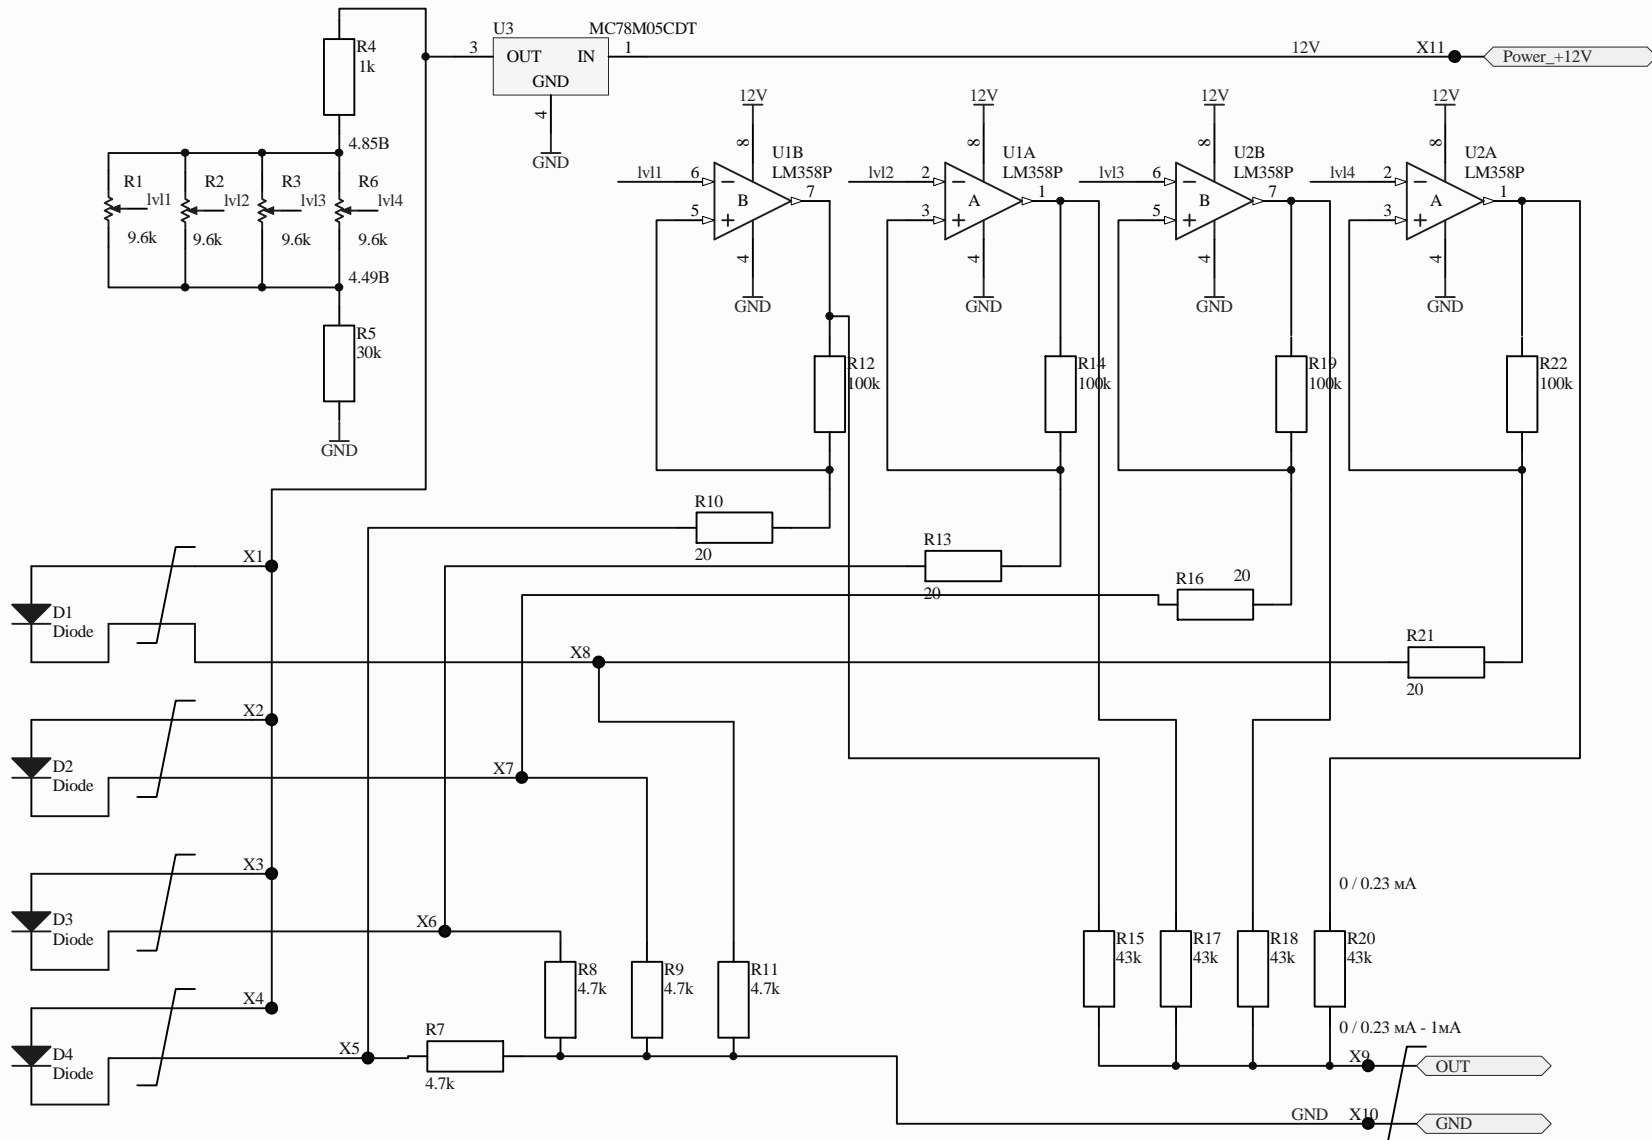 U3
MC78M05CDT
3
OUT
IN
1
GND
4
GND
12V
X11
Power_+12V
R4
1k
4.85В
R1
lvl1
9.6k
R2
lvl2
9.6k
R3
lvl3
9.6k
R6
lvl4
9.6k
4.49В
R5
30k
GND
12V
8
U1B
LM358P
lvl1
6
7
B
5
4
GND
12V
8
U1A
LM358P
lvl2
2
1
A
3
4
GND
12V
8
U2B
LM358P
lvl3
6
7
B
5
4
GND
12V
8
U2A
LM358P
lvl4
2
1
A
3
4
GND
R12
100k
R14
100k
R19
100k
R22
100k
R10
20
R13
20
R16
20
R21
20
X1
D1
Diode
X8
X2
D2
Diode
X7
X3
D3
Diode
X6
X4
D4
Diode
X5
R7
4.7k
R8
4.7k
R9
4.7k
R11
4.7k
0 / 0.23 мА
R15
43k
R17
43k
R18
43k
R20
43k
0 / 0.23 мА - 1мА
X9
OUT
GND
X10
GND